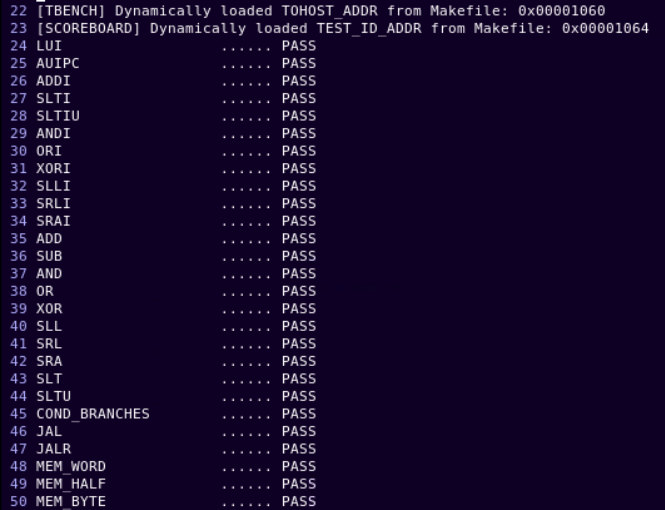 22 [TBENCH] Dynamically loaded TOHOST_ADDR from Makefile: 0x00001060
23 [SCOREBOARD] Dynamically loaded TEST_ID_ADDR from Makefile: 0x00001064
24 LUI ...... PASS
25 AUIPC ...... PASS
26 ADDI ...... PASS
27 SLTI ...... PASS
28 SLTIU ...... PASS
29 ANDI ...... PASS
30 ORI ...... PASS
31 XORI ...... PASS
32 SLLI ...... PASS
33 SRLI ...... PASS
34 SRAI ...... PASS
35 ADD ...... PASS
36 SUB ...... PASS
37 AND ...... PASS
38 OR ...... PASS
39 XOR ...... PASS
40 SLL ...... PASS
41 SRL ...... PASS
42 SRA ...... PASS
43 SLT ...... PASS
44 SLTU ...... PASS
45 COND_BRANCHES ...... PASS
46 JAL ...... PASS
47 JALR ...... PASS
48 MEM_WORD ...... PASS
49 MEM_HALF ...... PASS
50 MEM_BYTE ...... PASS